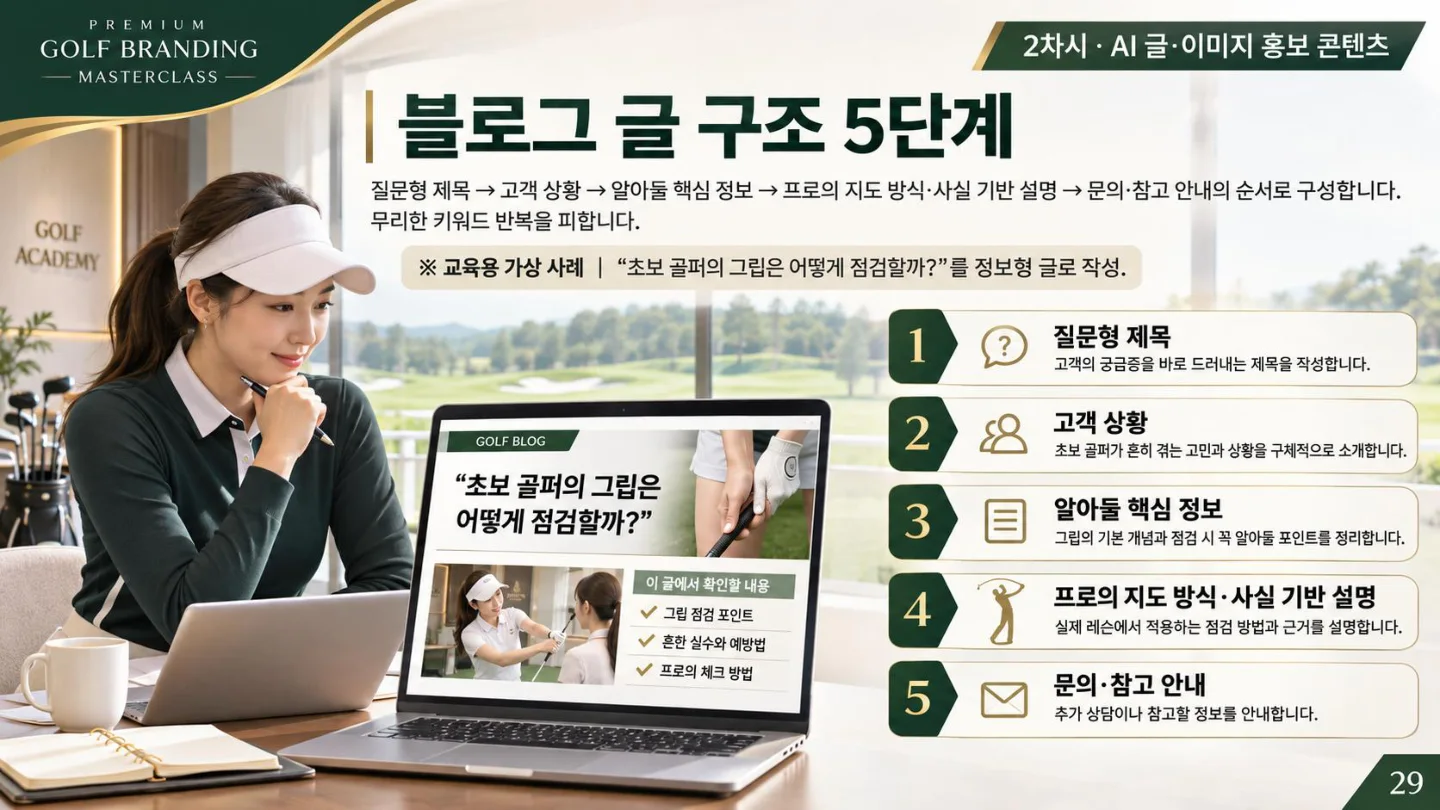 PREMIUM
GOLF BRANDING
MASTERCLASS
2차시 · AI 글·이미지 홍보 콘텐츠
블로그 글 구조 5단계
질문형 제목 → 고객 상황 → 알아둘 핵심 정보 → 프로의 지도 방식·사실 기반 설명 → 문의·참고 안내의 순서로 구성합니다.
무리한 키워드 반복을 피합니다.
※ 교육용 가상 사례 | “초보 골퍼의 그립은 어떻게 점검할까?”를 정보형 글로 작성.
GOLF
ACADEMY
GOLF BLOG
“초보 골퍼의 그립은
어떻게 점검할까?”
이 글에서 확인할 내용
그립 점검 포인트
흔한 실수와 예방법
프로의 체크 방법
1
질문형 제목
고객의 궁금증을 바로 드러내는 제목을 작성합니다.
2
고객 상황
초보 골퍼가 흔히 겪는 고민과 상황을 구체적으로 소개합니다.
3
알아둘 핵심 정보
그립의 기본 개념과 점검 시 꼭 알아둘 포인트를 정리합니다.
4
프로의 지도 방식·사실 기반 설명
실제 레슨에서 적용하는 점검 방법과 근거를 설명합니다.
5
문의·참고 안내
추가 상담이나 참고할 정보를 안내합니다.
29